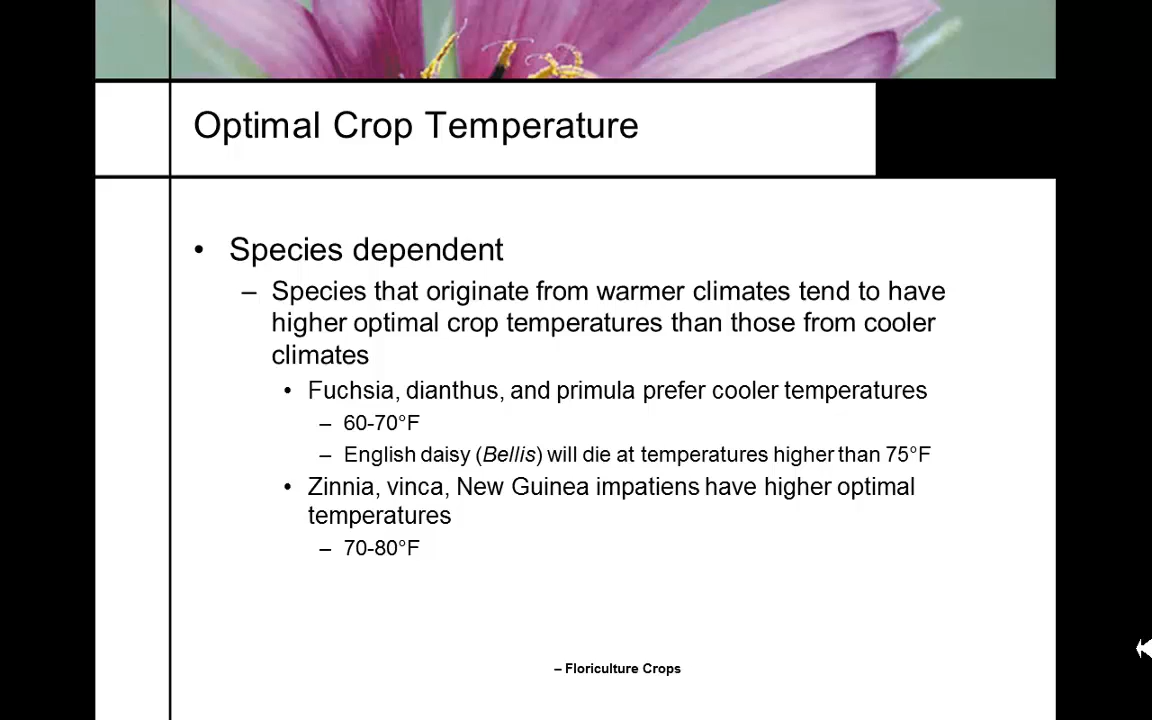 Optimal Crop Temperature
• Species dependent
– Species that originate from warmer climates tend to have
higher optimal crop temperatures than those from cooler
climates
• Fuchsia, dianthus, and primula prefer cooler temperatures
– 60-70°F
– English daisy (Bellis) will die at temperatures higher than 75°F
• Zinnia, vinca, New Guinea impatiens have higher optimal
temperatures
– 70-80°F
– Floriculture Crops